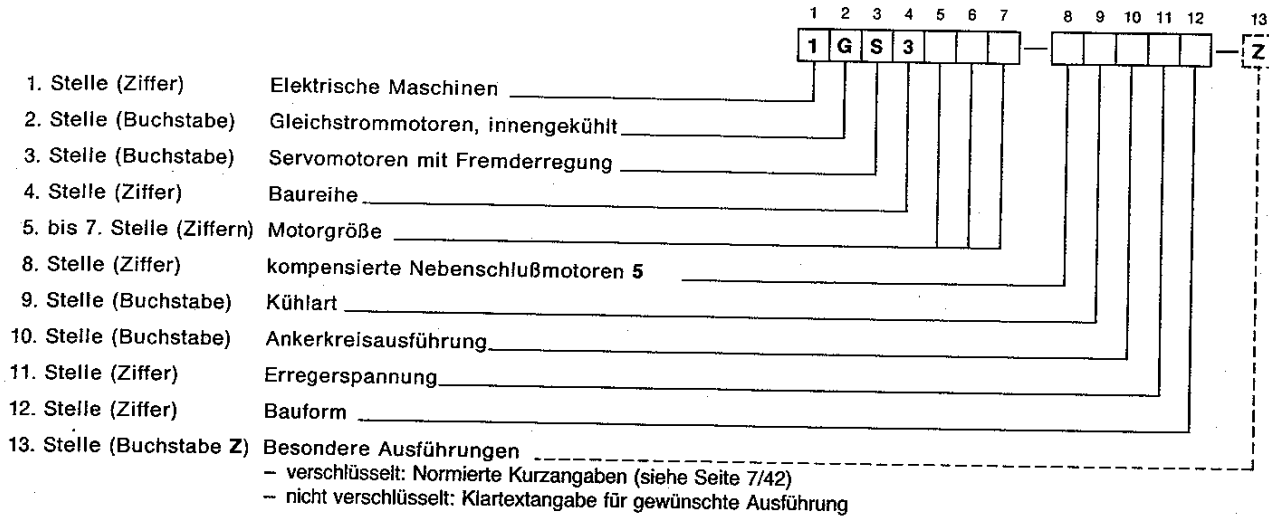 1 2 3 4 5 6 7 8 9 10 11 12 13
1 G S 3 — — Z
1. Stelle (Ziffer) Elektrische Maschinen
2. Stelle (Buchstabe) Gleichstrommotoren, innengekühlt
3. Stelle (Buchstabe) Servomotoren mit Fremderregung
4. Stelle (Ziffer) Baureihe
5. bis 7. Stelle (Ziffern) Motorgröße
8. Stelle (Ziffer) kompensierte Nebenschlußmotoren 5
9. Stelle (Buchstabe) Kühlart
10. Stelle (Buchstabe) Ankerkreisausführung
11. Stelle (Ziffer) Erregerspannung
12. Stelle (Ziffer) Bauform
13. Stelle (Buchstabe Z) Besondere Ausführungen
– verschlüsselt: Normierte Kurzangaben (siehe Seite 7/42)
– nicht verschlüsselt: Klartextangabe für gewünschte Ausführung